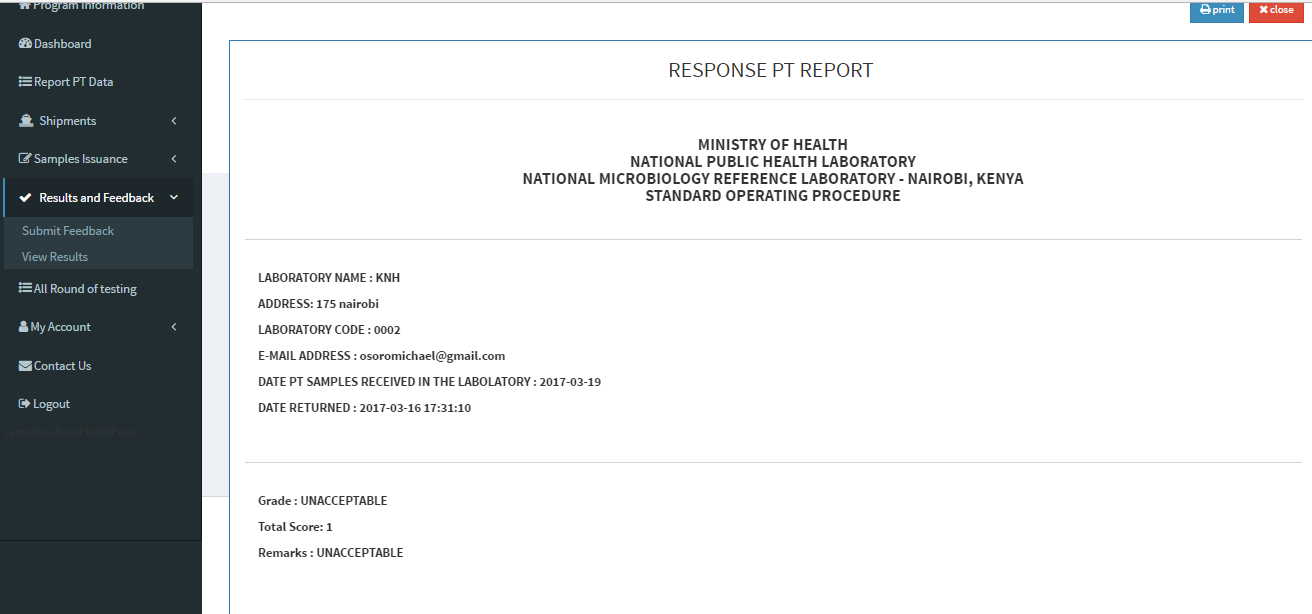 Program Information
Dashboard
Report PT Data
Shipments
Samples Issuance
Results and Feedback
Submit Feedback
View Results
All Round of testing
My Account
Contact Us
Logout
print
close
RESPONSE PT REPORT
MINISTRY OF HEALTH
NATIONAL PUBLIC HEALTH LABORATORY
NATIONAL MICROBIOLOGY REFERENCE LABORATORY - NAIROBI, KENYA
STANDARD OPERATING PROCEDURE
LABORATORY NAME : KNH
ADDRESS: 175 nairobi
LABORATORY CODE : 0002
E-MAIL ADDRESS : osoromichael@gmail.com
DATE PT SAMPLES RECEIVED IN THE LABOLATORY : 2017-03-19
DATE RETURNED : 2017-03-16 17:31:10
Grade : UNACCEPTABLE
Total Score: 1
Remarks : UNACCEPTABLE